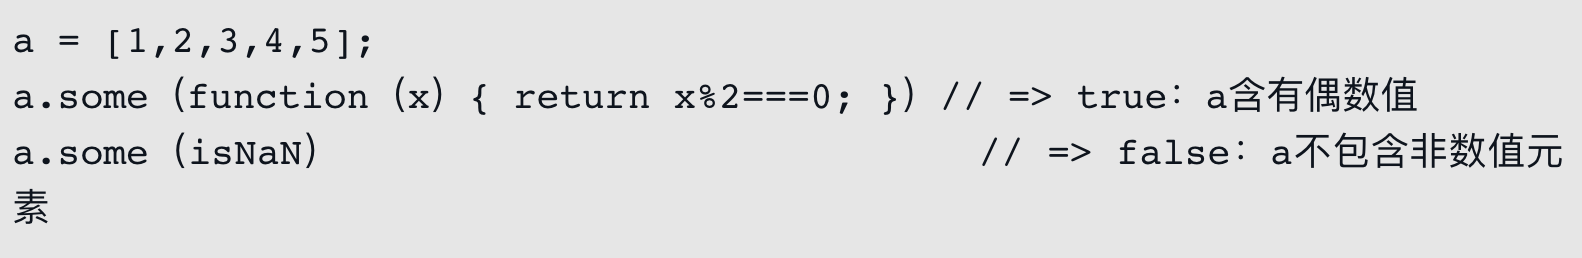 a = [1,2,3,4,5];
a.some（function（x）{ return x%2===0; }）// => true：a含有偶数值
a.some（isNaN）                             // => false：a不包含非数值元
素